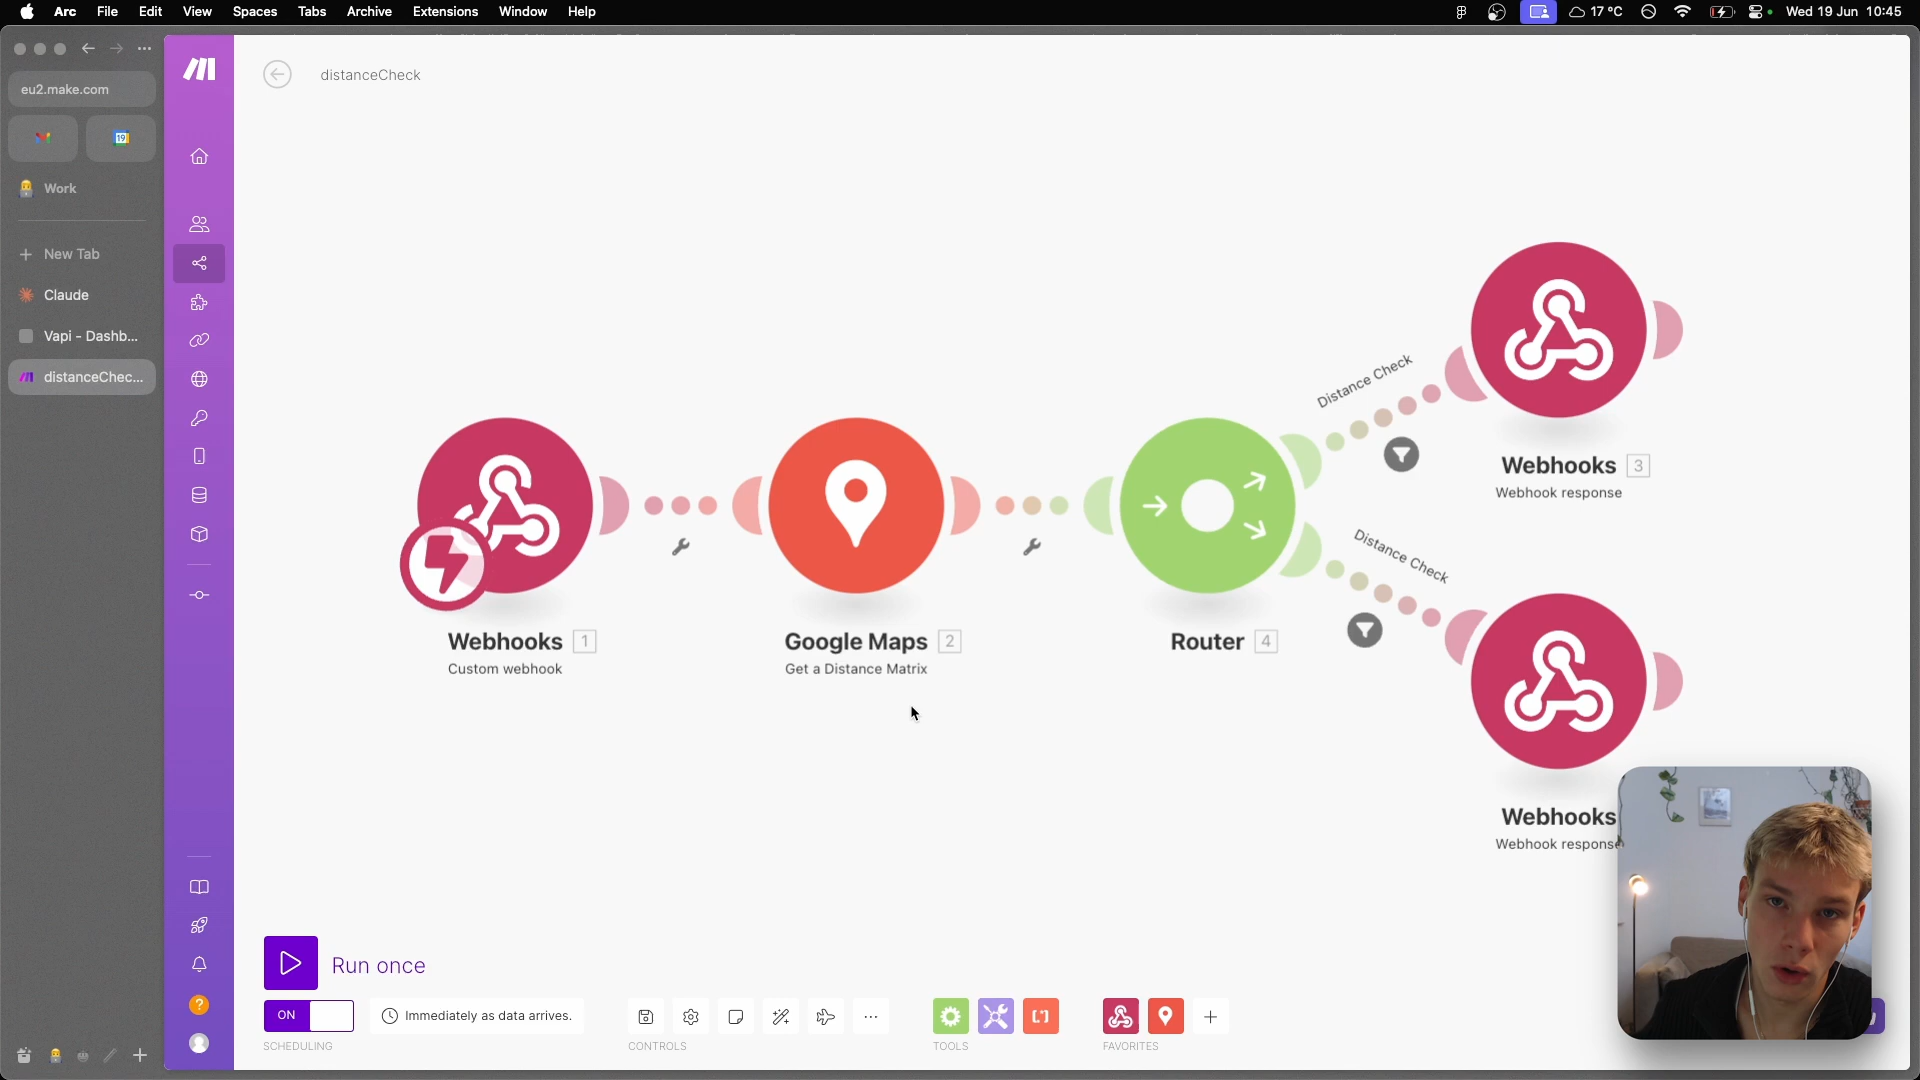 Arc File Edit View Spaces Tabs Archive Extensions Window Help
17 °C Wed 19 Jun 10:45
eu2.make.com
19
Work
New Tab
Claude
Vapi - Dashb...
distanceChec...
distanceCheck
Distance Check
Webhooks 3
Webhook response
Distance Check
Webhooks 1
Custom webhook
Google Maps 2
Get a Distance Matrix
Router 4
Webhooks
Webhook response
Run once
ON
Immediately as data arrives.
SCHEDULING
CONTROLS
TOOLS
FAVORITES